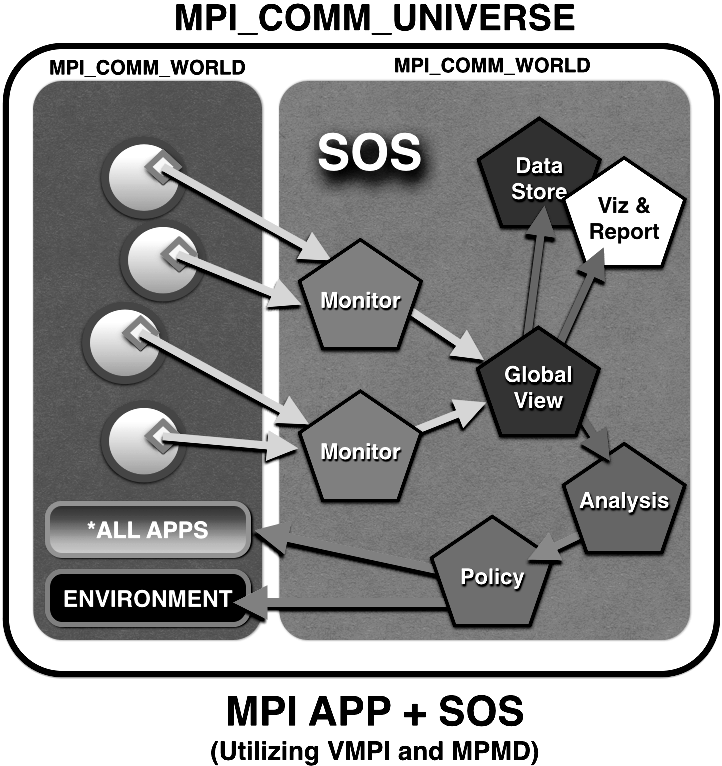 MPI_COMM_UNIVERSE
MPI_COMM_WORLD
MPI_COMM_WORLD
SOS
Data
Store
Viz &
Report
Monitor
Global
View
Monitor
Analysis
*ALL APPS
Policy
ENVIRONMENT
MPI APP + SOS
(Utilizing VMPI and MPMD)